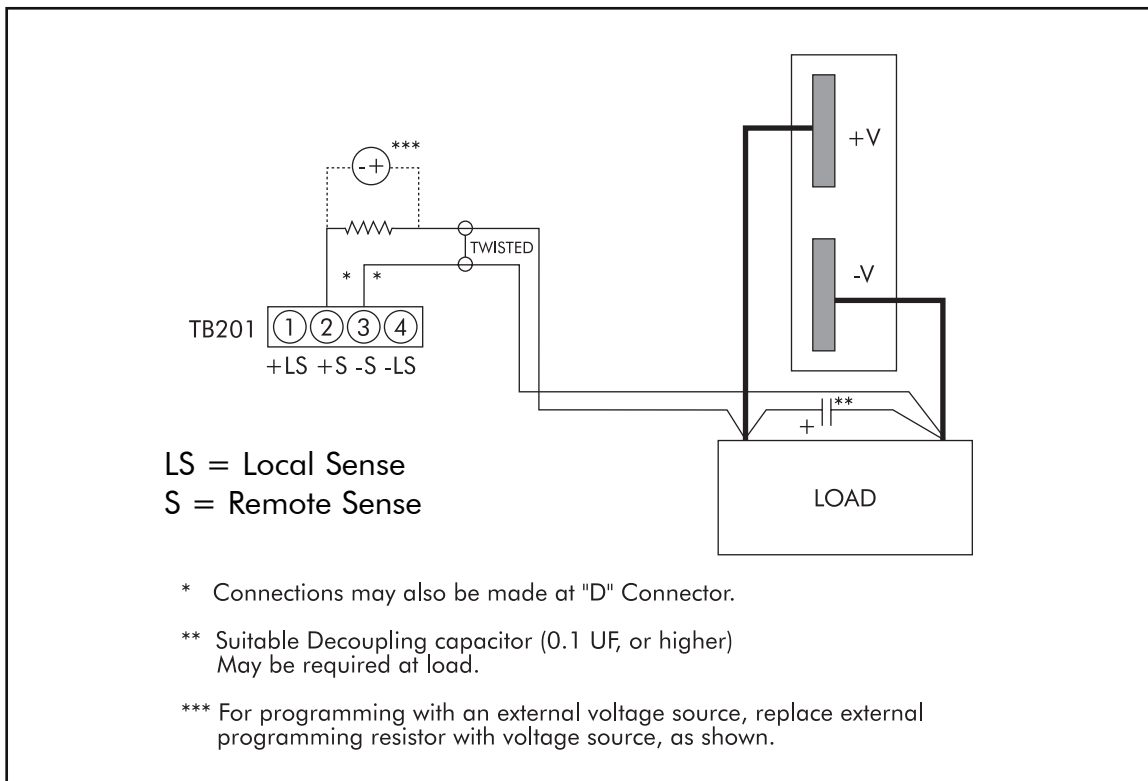 ***
- +
+V
TWISTED
* *
-V
TB201 1 2 3 4
+LS +S -S -LS
**
+
LS = Local Sense
S = Remote Sense
LOAD
* Connections may also be made at "D" Connector.
** Suitable Decoupling capacitor (0.1 UF, or higher)
May be required at load.
*** For programming with an external voltage source, replace external
programming resistor with voltage source, as shown.